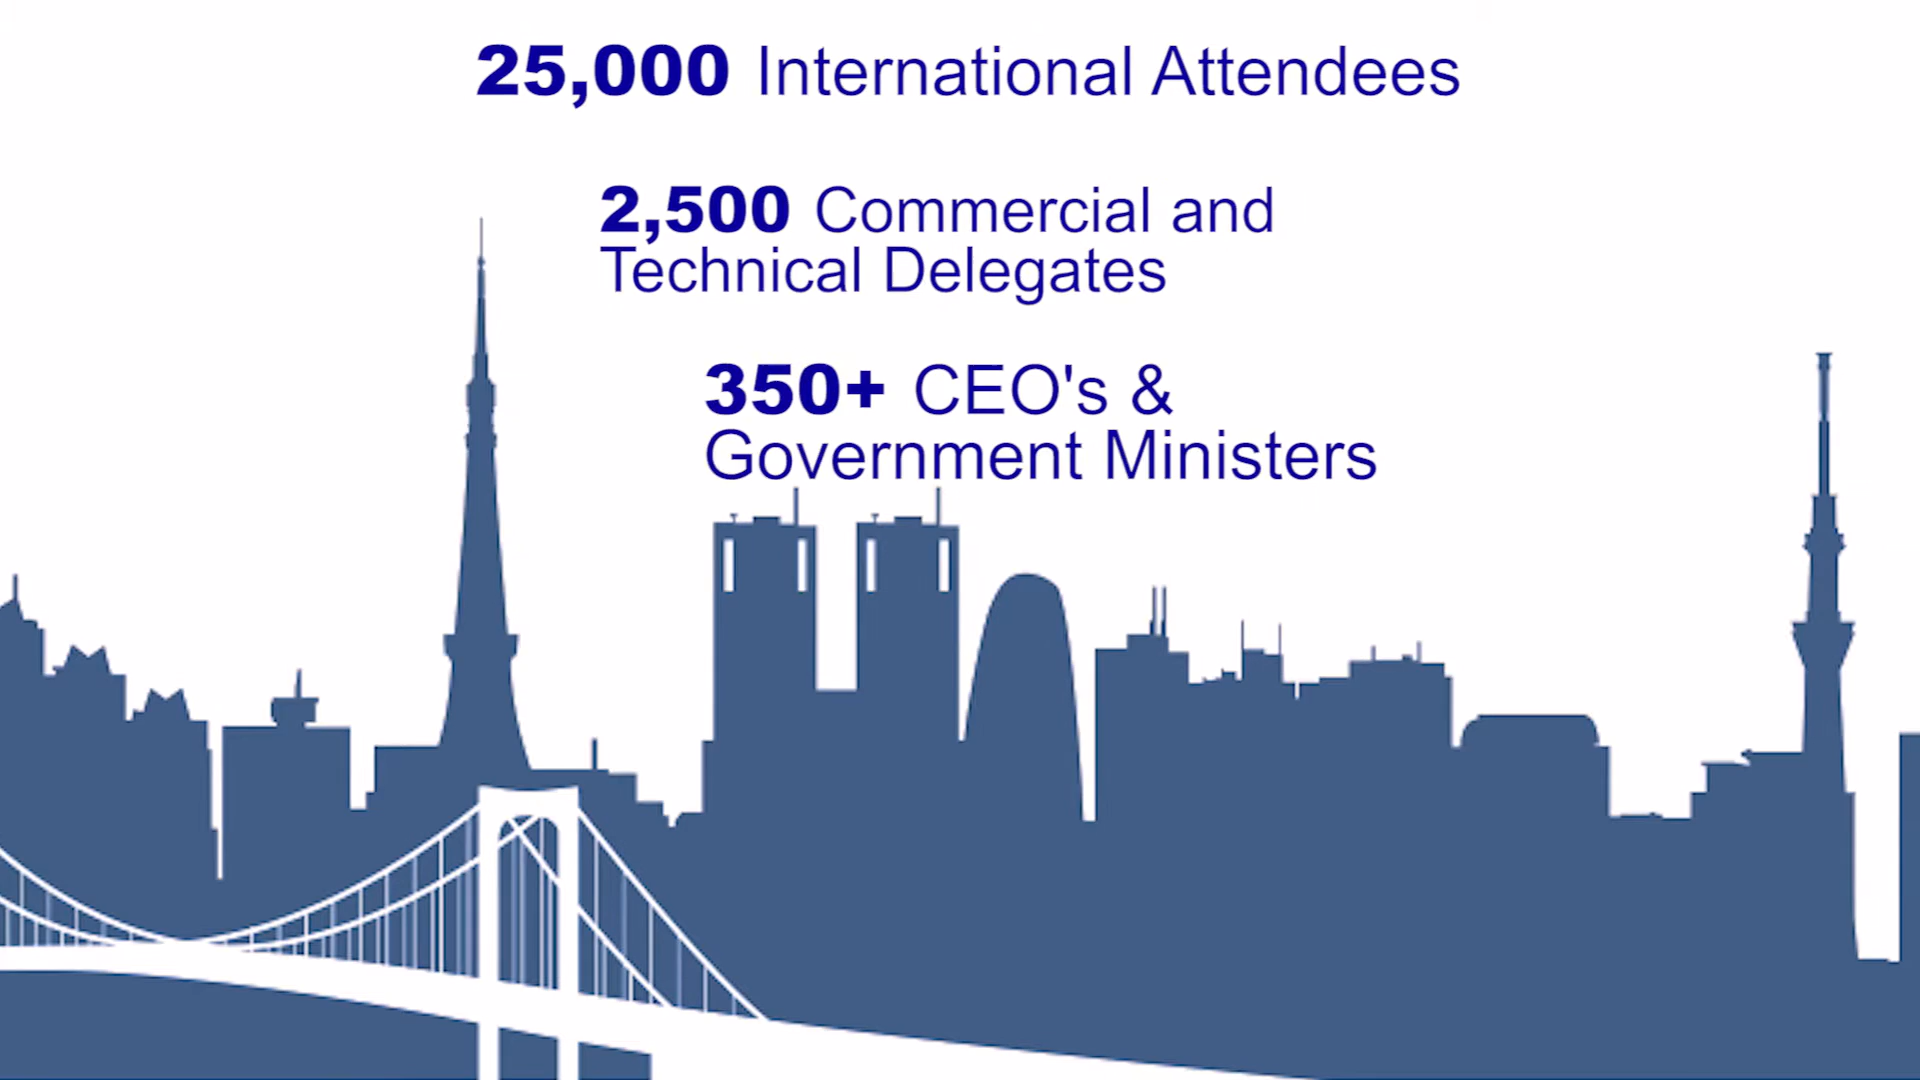 25,000 International Attendees
2,500 Commercial and
Technical Delegates
350+ CEO's &
Government Ministers